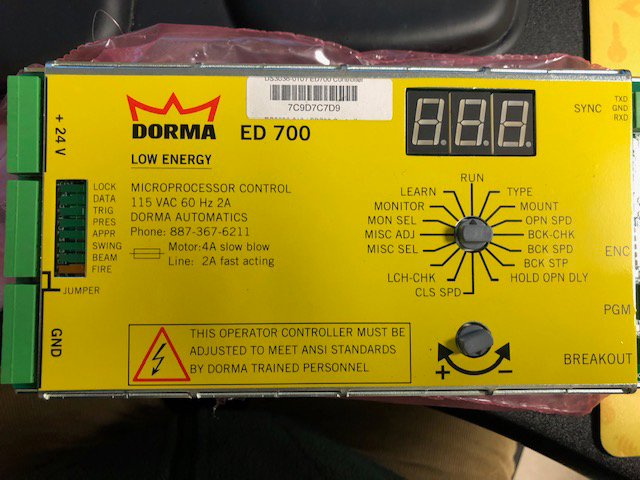 DS3036-0107 ED700 Controller
7C9D7C7D9
DORMA
ED 700
LOW ENERGY
MICROPROCESSOR CONTROL
115 VAC 60 Hz 2A
DORMA AUTOMATICS
Phone: 887-367-6211
Motor:4A slow blow
Line: 2A fast acting
+ 24 V
LOCK
DATA
TRIG
PRES
APPR
SWING
BEAM
FIRE
JUMPER
GND
THIS OPERATOR CONTROLLER MUST BE
ADJUSTED TO MEET ANSI STANDARDS
BY DORMA TRAINED PERSONNEL
SYNC
TXD
GND
RXD
RUN
LEARN
TYPE
MONITOR
MOUNT
MON SEL
OPN SPD
MISC ADJ
BCK-CHK
MISC SEL
BCK SPD
BCK STP
LCH-CHK
HOLD OPN DLY
CLS SPD
+ −
ENC
PGM
BREAKOUT